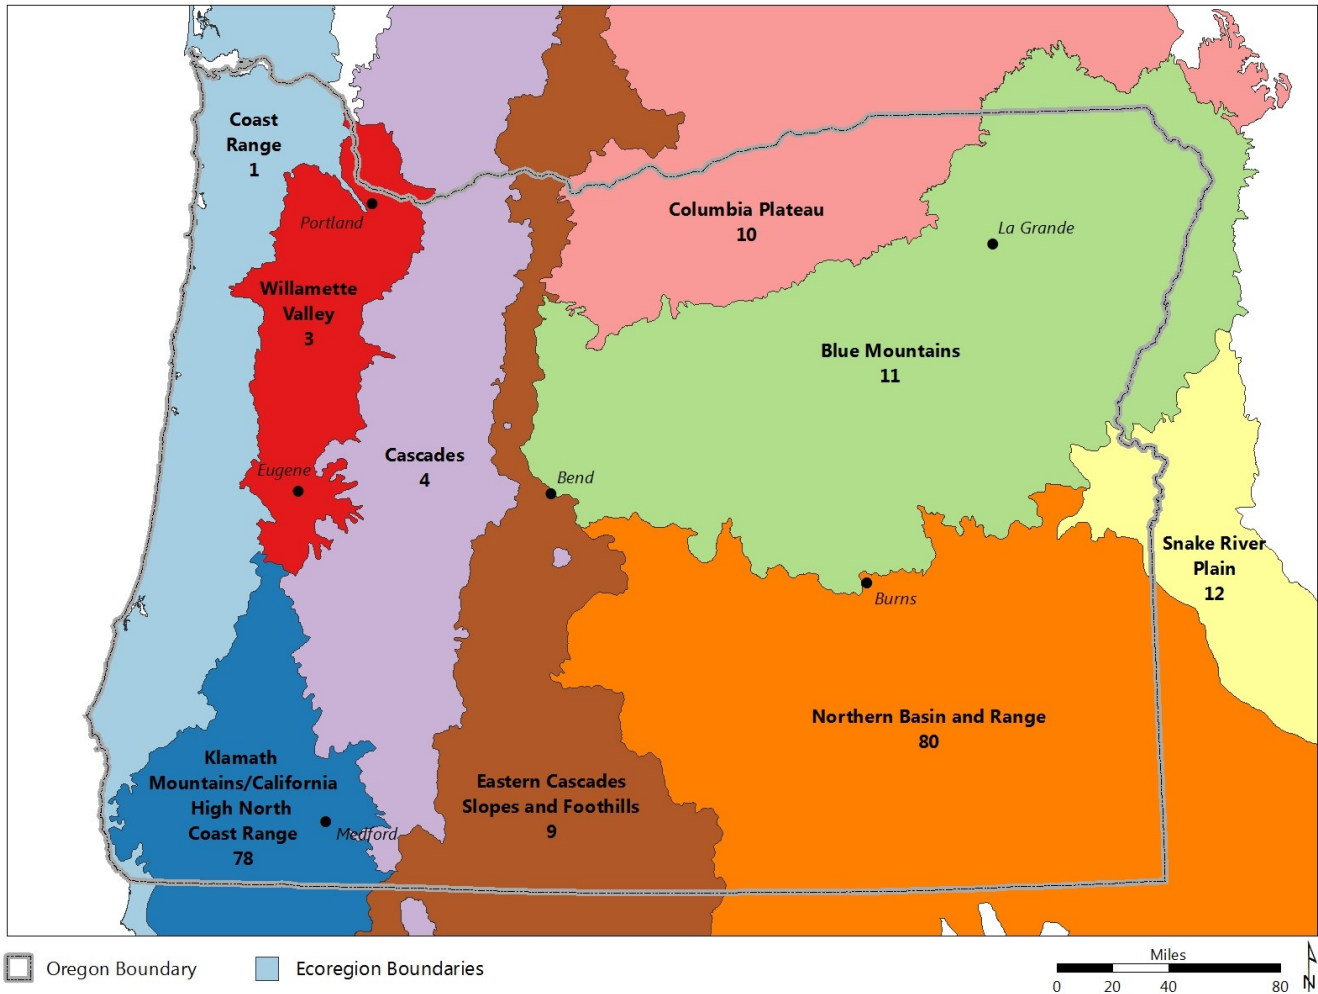 Coast
Range
1
Portland
Columbia Plateau
10
La Grande
Willamette
Valley
3
Blue Mountains
11
Cascades
4
Eugene
Bend
Snake River
Plain
12
Burns
Northern Basin and Range
80
Klamath
Mountains/California
High North
Coast Range
78
Medford
Eastern Cascades
Slopes and Foothills
9
Oregon Boundary
Ecoregion Boundaries
Miles
0 20 40 80
N